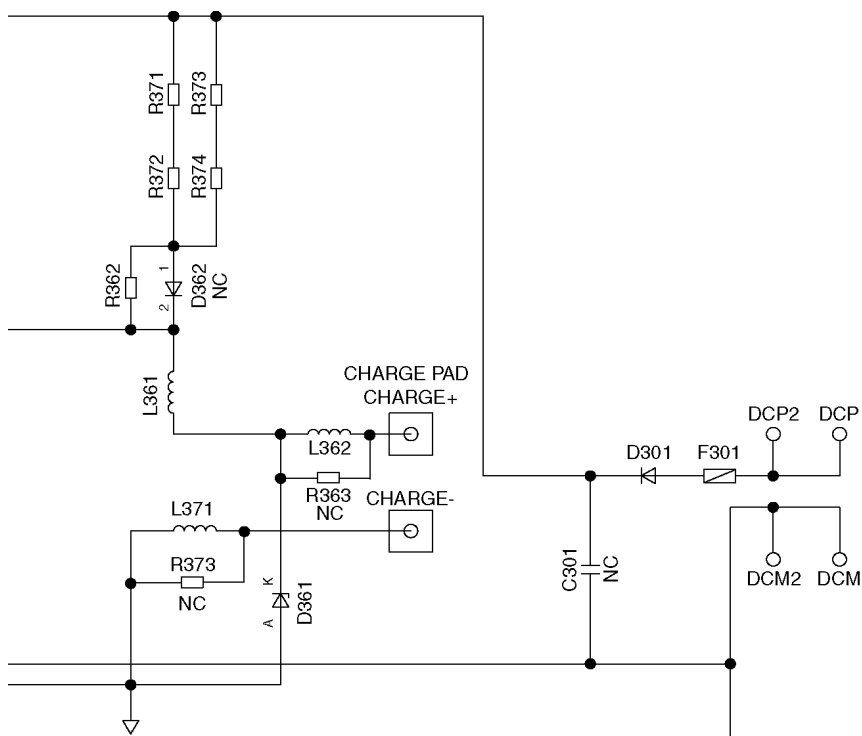 R371
R373
R372
R374
R362
1
2
D362
NC
L361
CHARGE PAD
CHARGE+
L362
R363
NC
CHARGE-
L371
R373
NC
K
A
D361
DCP2
DCP
D301
F301
C301
NC
DCM2
DCM